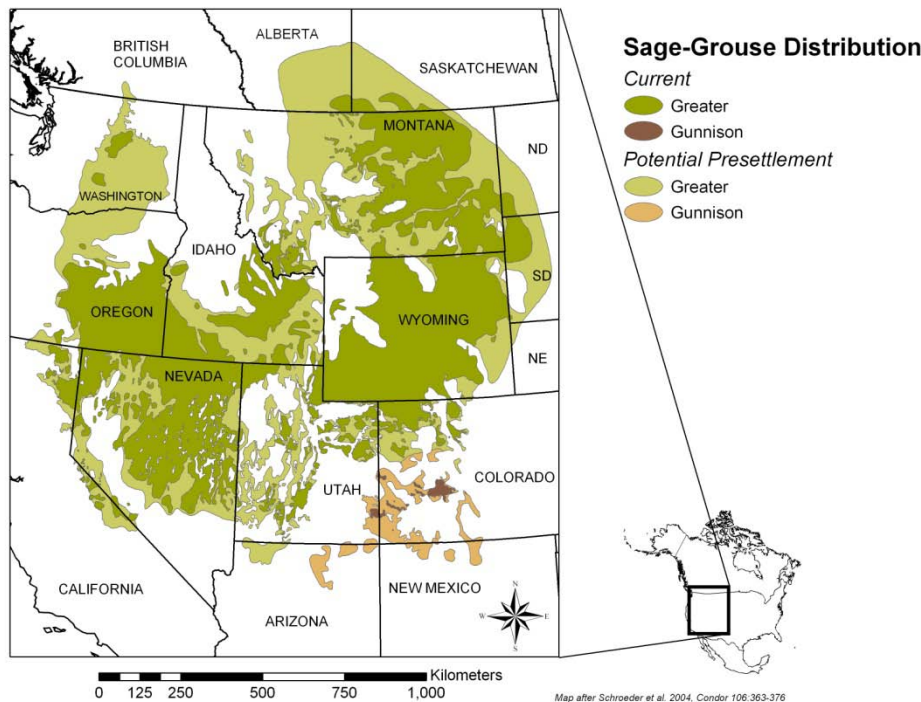 BRITISH
COLUMBIA
ALBERTA
SASKATCHEWAN
MONTANA
ND
WASHINGTON
IDAHO
SD
OREGON
WYOMING
NE
NEVADA
UTAH
COLORADO
CALIFORNIA
ARIZONA
NEW MEXICO
N
W
E
S
Kilometers
0 125 250 500 750 1,000
Sage-Grouse Distribution
Current
Greater
Gunnison
Potential Presettlement
Greater
Gunnison
Map after Schroeder et al. 2004, Condor 106:363-376